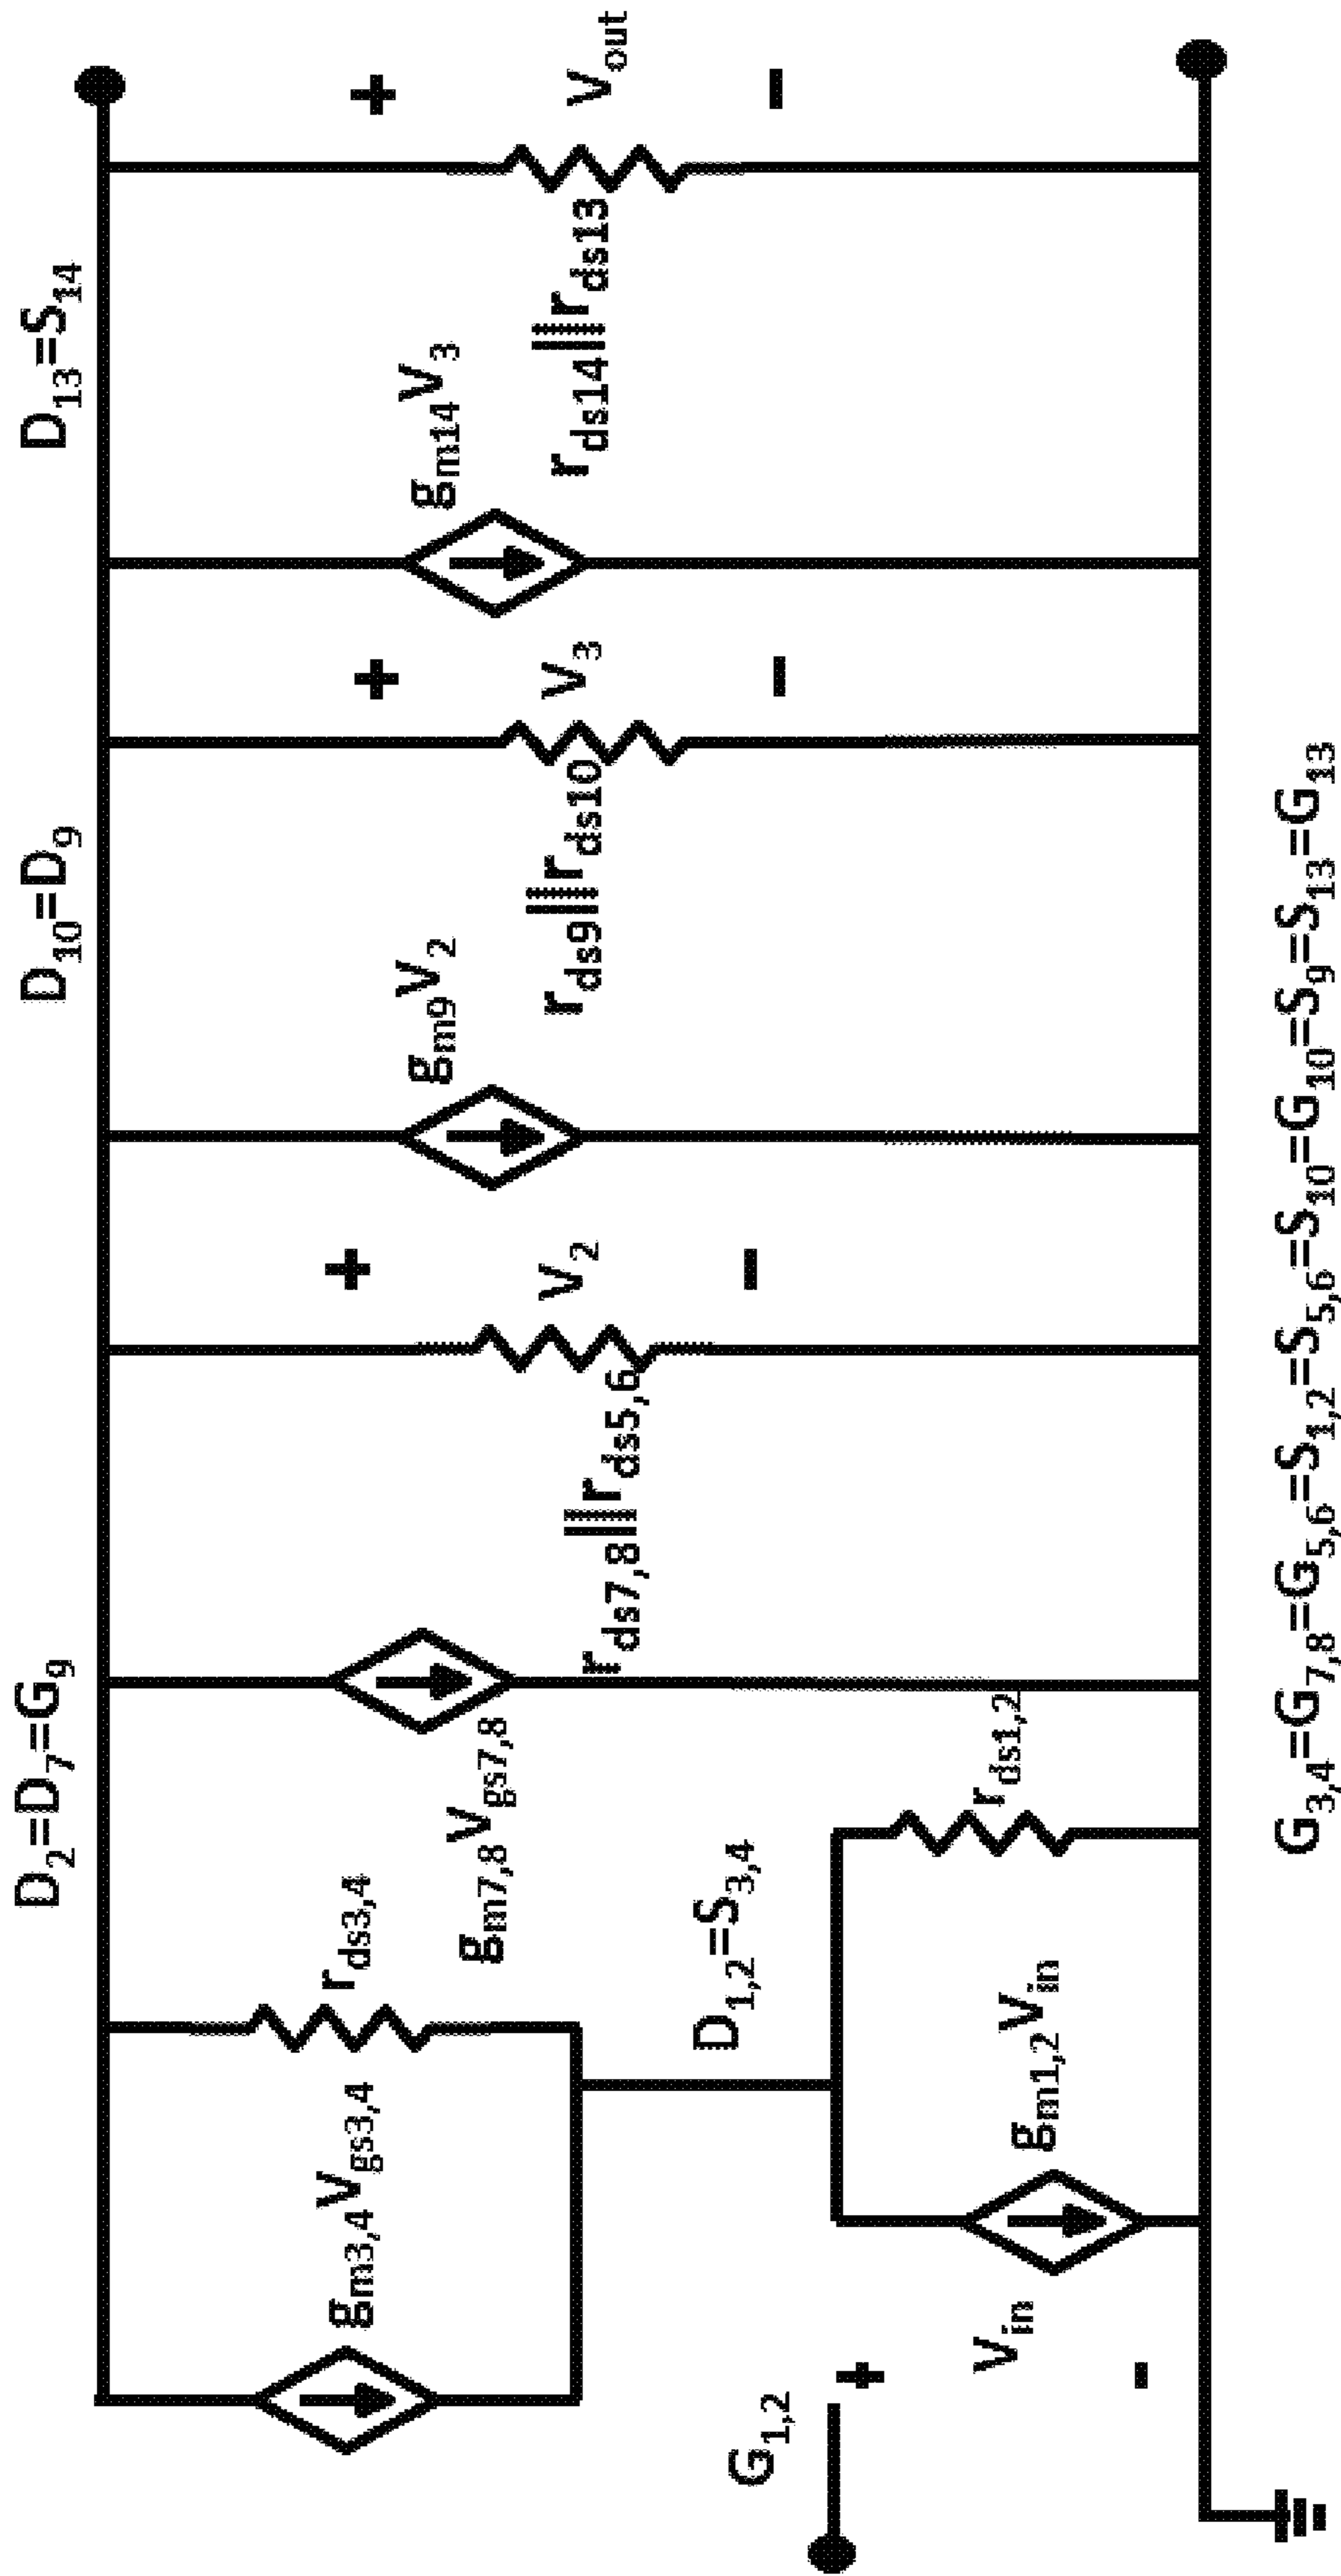 D₂=D₇=G₉
D₁₀=D₉
D₁₃=S₁₄
gₘ₃,₄Vgs₃,₄
rds₃,₄
gₘ₇,₈Vgs₇,₈
rds7,8||rds5,6
+
V₂
-
gm9V₂
rds9||rds10
+
V₃
-
gm14V₃
rds14||rds13
+
Vout
-
G₁,₂
+
Vin
-
D₁,₂=S₃,₄
gm1,2Vin
rds1,2
G₃,₄=G₇,₈=G₅,₆=S₁,₂=S₅,₆=S₁₀=G₁₀=S₉=S₁₃=G₁₃